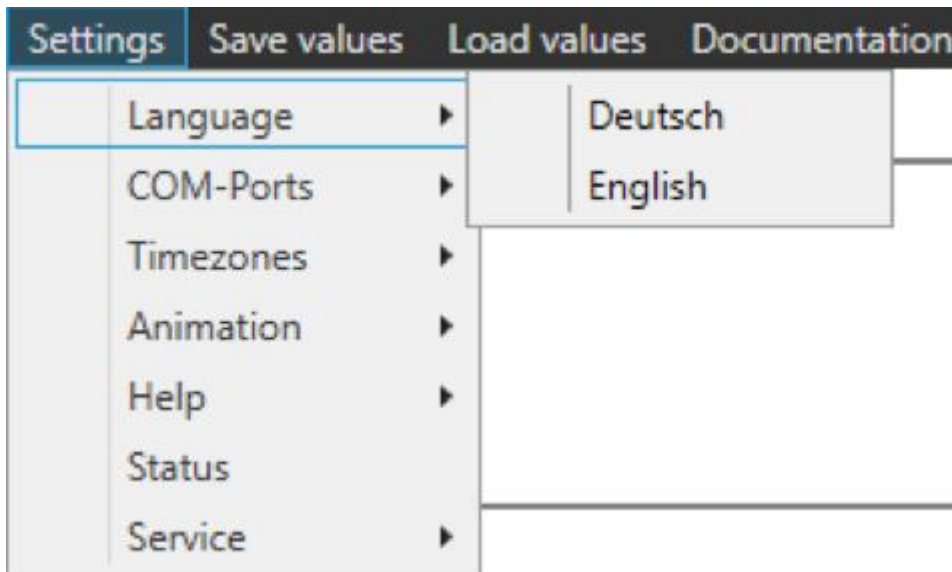 Settings Save values Load values Documentation
Language Deutsch
COM-Ports English
Timezones
Animation
Help
Status
Service